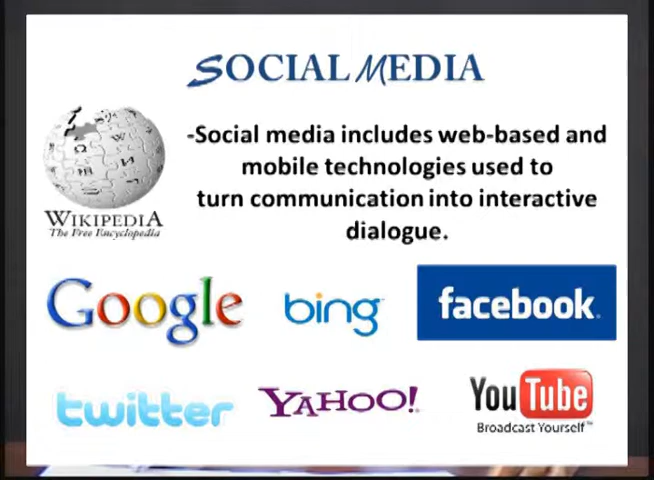 SOCIAL MEDIA
-Social media includes web-based and
mobile technologies used to
turn communication into interactive
dialogue.
WIKIPEDIA
The Free Encyclopedia
Google
bing
facebook
twitter
YAHOO!
YouTube
Broadcast Yourself™